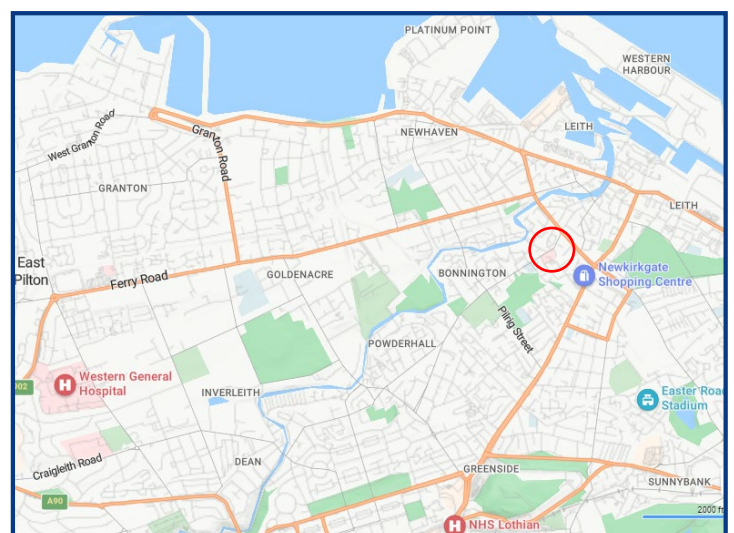 PLATINUM POINT
WESTERN
HARBOUR
West Granton Road
Granton Road
NEWHAVEN
LEITH
GRANTON
LEITH
East
Pilton
Ferry Road
GOLDENACRE
BONNINGTON
Newkirkgate
Shopping Centre
Pilrig Street
POWDERHALL
902
H
Western General
Hospital
INVERLEITH
Easter Road
Stadium
Craigleith Road
DEAN
GREENSIDE
SUNNYBANK
A90
2000 ft
H
NHS Lothian